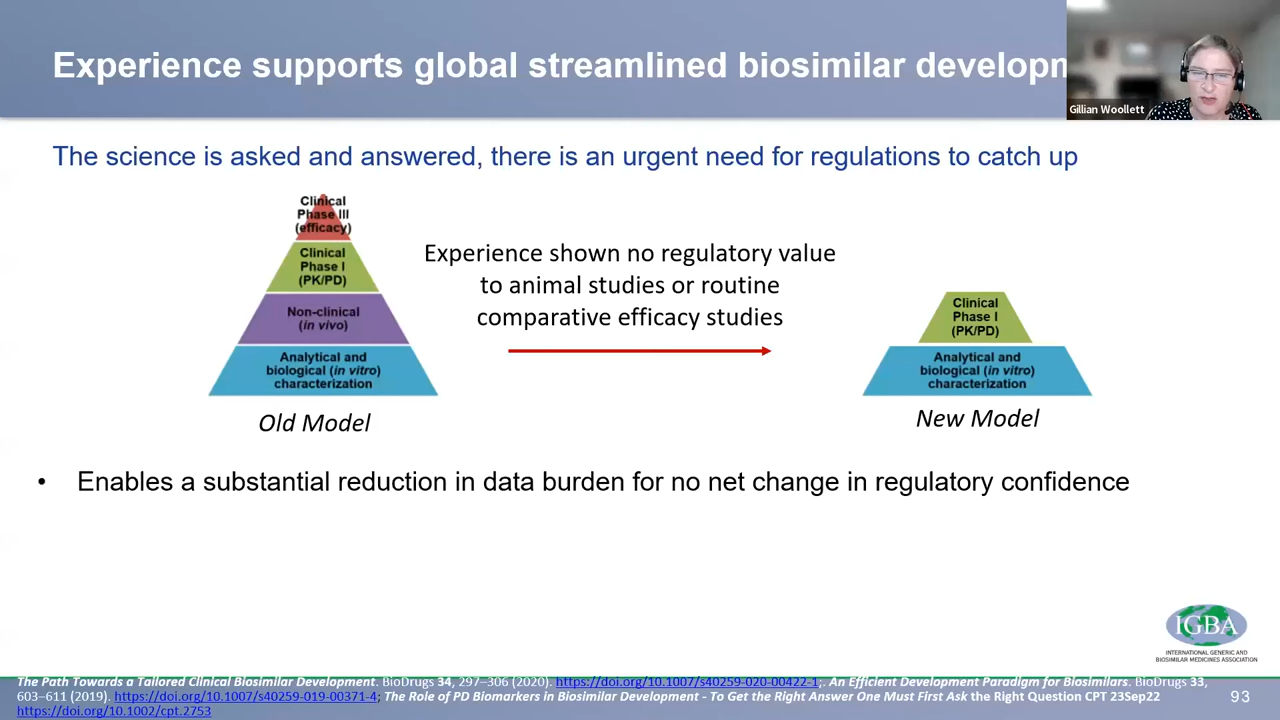 Experience supports global streamlined biosimilar developm
Gillian Woollett
The science is asked and answered, there is an urgent need for regulations to catch up
Clinical
Phase III
(efficacy)
Clinical
Phase I
(PK/PD)
Non-clinical
(in vivo)
Analytical and
biological (in vitro)
characterization
Old Model
Experience shown no regulatory value
to animal studies or routine
comparative efficacy studies
Clinical
Phase I
(PK/PD)
Analytical and
biological (in vitro)
characterization
New Model
• Enables a substantial reduction in data burden for no net change in regulatory confidence
IGBA
INTERNATIONAL GENERIC AND
BIOSIMILAR MEDICINES ASSOCIATION
The Path Towards a Tailored Clinical Biosimilar Development. BioDrugs 34, 297–306 (2020). https://doi.org/10.1007/s40259-020-00422-1; An Efficient Development Paradigm for Biosimilars. BioDrugs 33,
603–611 (2019). https://doi.org/10.1007/s40259-019-00371-4; The Role of PD Biomarkers in Biosimilar Development - To Get the Right Answer One Must First Ask the Right Question CPT 23Sep22
https://doi.org/10.1002/cpt.2753
93